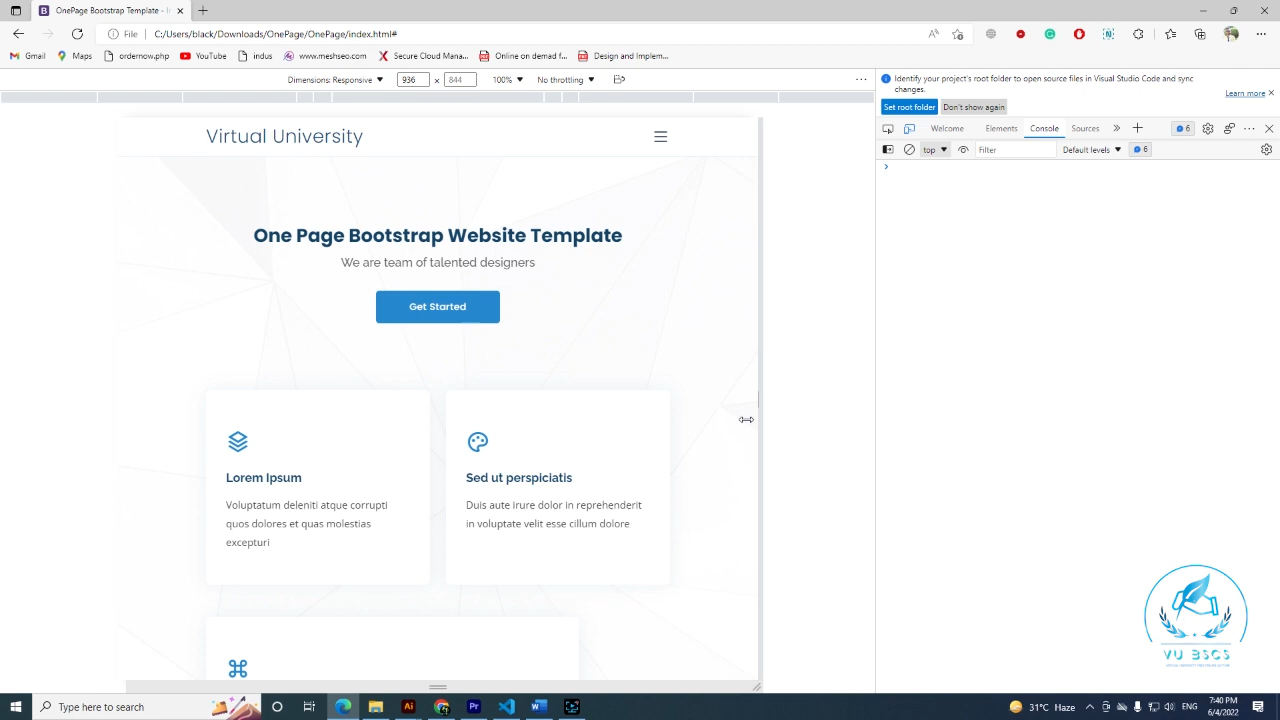 OnePage Bootstrap Template - I
File
C:/Users/black/Downloads/OnePage/OnePage/index.html#
Gmail
Maps
ordernow.php
YouTube
indus
www.meshseo.com
Secure Cloud Mana...
Online on demad f...
Design and Implem...
Dimensions: Responsive
936 × 844
100%
No throttling
Identify your project's root folder to open source files in Visual Studio Code and sync
changes.
Learn more
Set root folder
Don't show again
Welcome
Elements
Console
Sources
6
top
Filter
Default levels
6
Virtual University
One Page Bootstrap Website Template
We are team of talented designers
Get Started
Lorem Ipsum
Voluptatum deleniti atque corrupti
quos dolores et quas molestias
excepturi
Sed ut perspiciatis
Duis aute irure dolor in reprehenderit
in voluptate velit esse cillum dolore
VU BSCS
Type here to search
31°C Haze
ENG
7:40 PM
6/4/2022